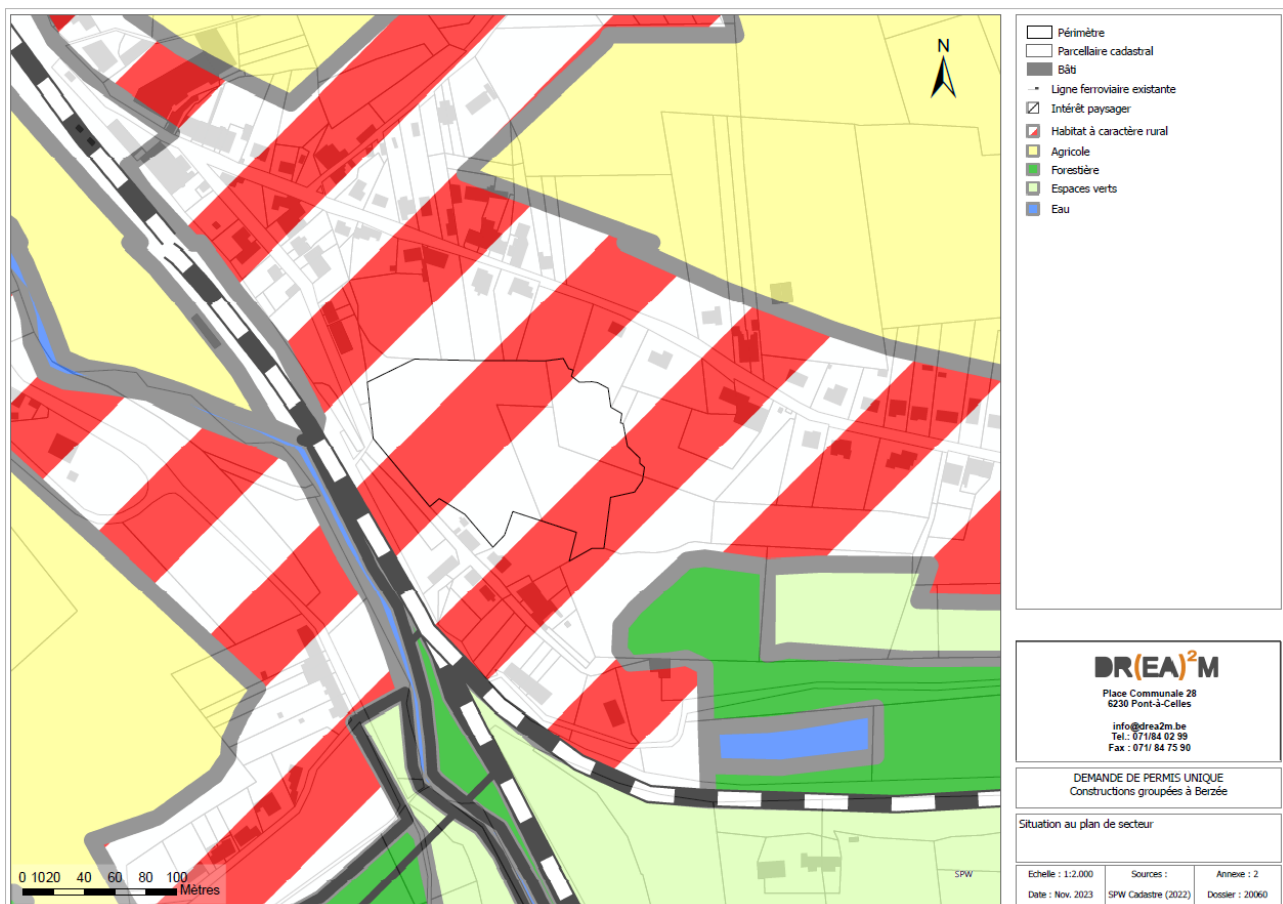 N
Périmètre
Parcellaire cadastral
Bâti
Ligne ferroviaire existante
Intérêt paysager
Habitat à caractère rural
Agricole
Forestière
Espaces verts
Eau
0 1020 40 60 80 100
Mètres
SPW
DR(EA)²M
Place Communale 28
6230 Pont-à-Celles
info@drea2m.be
Tel.: 071/84 02 99
Fax : 071/ 84 75 90
DEMANDE DE PERMIS UNIQUE
Constructions groupées à Berzée
Situation au plan de secteur
Echelle : 1:2.000
Sources :
Annexe : 2
Date : Nov. 2023
SPW Cadastre (2022)
Dossier : 20060